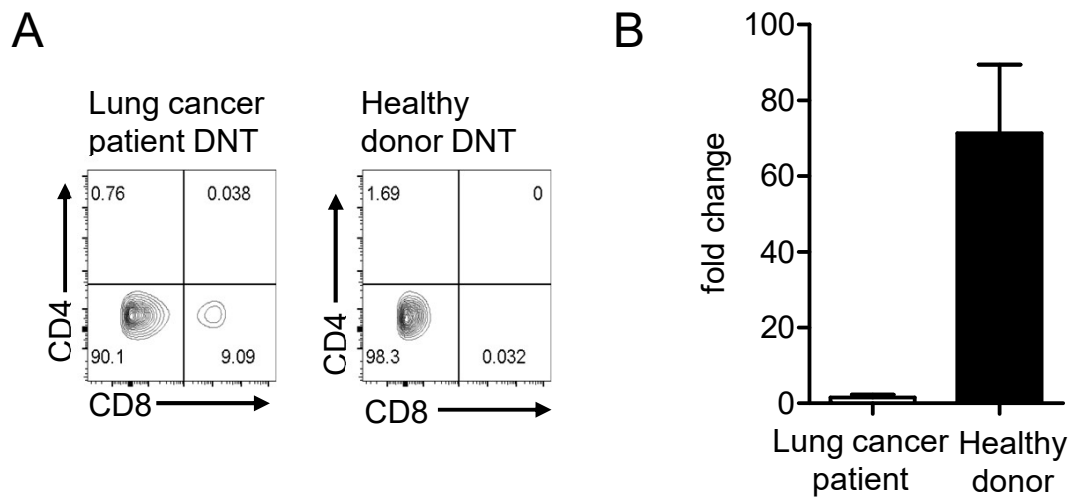 A
Lung cancer
patient DNT
Healthy
donor DNT
0.76
0.038
90.1
9.09
CD4
CD8
1.69
0
98.3
0.032
CD4
CD8
B
100
80
60
40
20
0
fold change
Lung cancer
patient
Healthy
donor